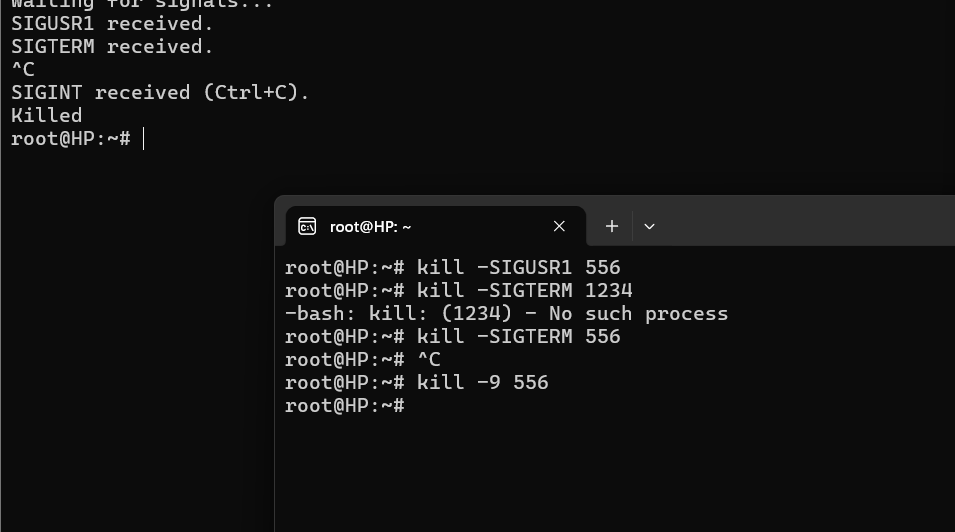 Waiting for signals...
SIGUSR1 received.
SIGTERM received.
^C
SIGINT received (Ctrl+C).
Killed
root@HP:~#
root@HP: ~
root@HP:~# kill -SIGUSR1 556
root@HP:~# kill -SIGTERM 1234
-bash: kill: (1234) - No such process
root@HP:~# kill -SIGTERM 556
root@HP:~# ^C
root@HP:~# kill -9 556
root@HP:~#